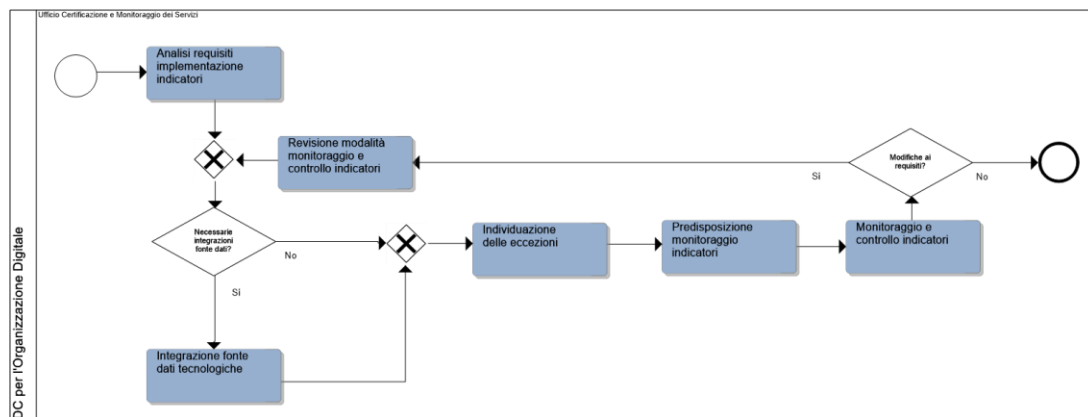 Ufficio Certificazione e Monitoraggio dei Servizi
DC per l'Organizzazione Digitale
Analisi requisiti
implementazione
indicatori
Revisione modalità
monitoraggio e
controllo indicatori
Modifiche ai
requisiti?
Sí
No
Necessarie
integrazioni
fonte dati?
No
Sí
Individuazione
delle eccezioni
Predisposizione
monitoraggio
indicatori
Monitoraggio e
controllo indicatori
Integrazione fonte
dati tecnologiche